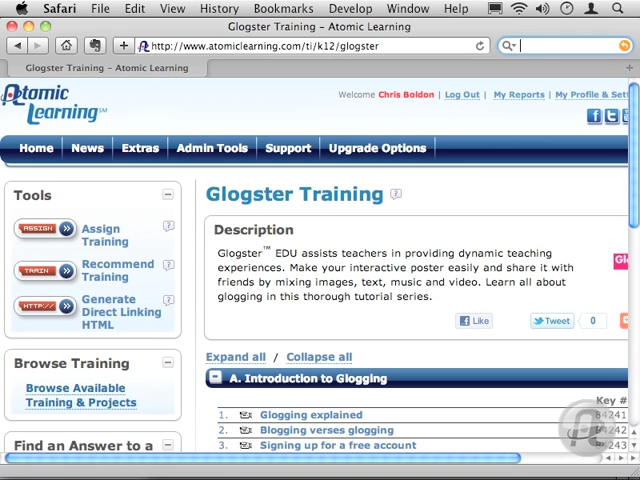 Safari File Edit View History Bookmarks Develop Window Help
Glogster Training – Atomic Learning
http://www.atomiclearning.com/ti/k12/glogster
Glogster Training – Atomic Learning
Atomic Learning SM
Welcome Chris Boldon | Log Out | My Reports | My Profile & Set
Home News Extras Admin Tools Support Upgrade Options
Tools
ASSIGN Assign Training
TRAIN Recommend Training
HTTP:// Generate Direct Linking HTML
Browse Training
Browse Available Training & Projects
Find an Answer to a
Glogster Training
Description
Glogster™ EDU assists teachers in providing dynamic teaching
experiences. Make your interactive poster easily and share it with
friends by mixing images, text, music and video. Learn all about
glogging in this thorough tutorial series.
Like Tweet 0
Expand all / Collapse all
A. Introduction to Glogging
Key #
1. Glogging explained 84241
2. Blogging verses glogging 84242
3. Signing up for a free account 84243